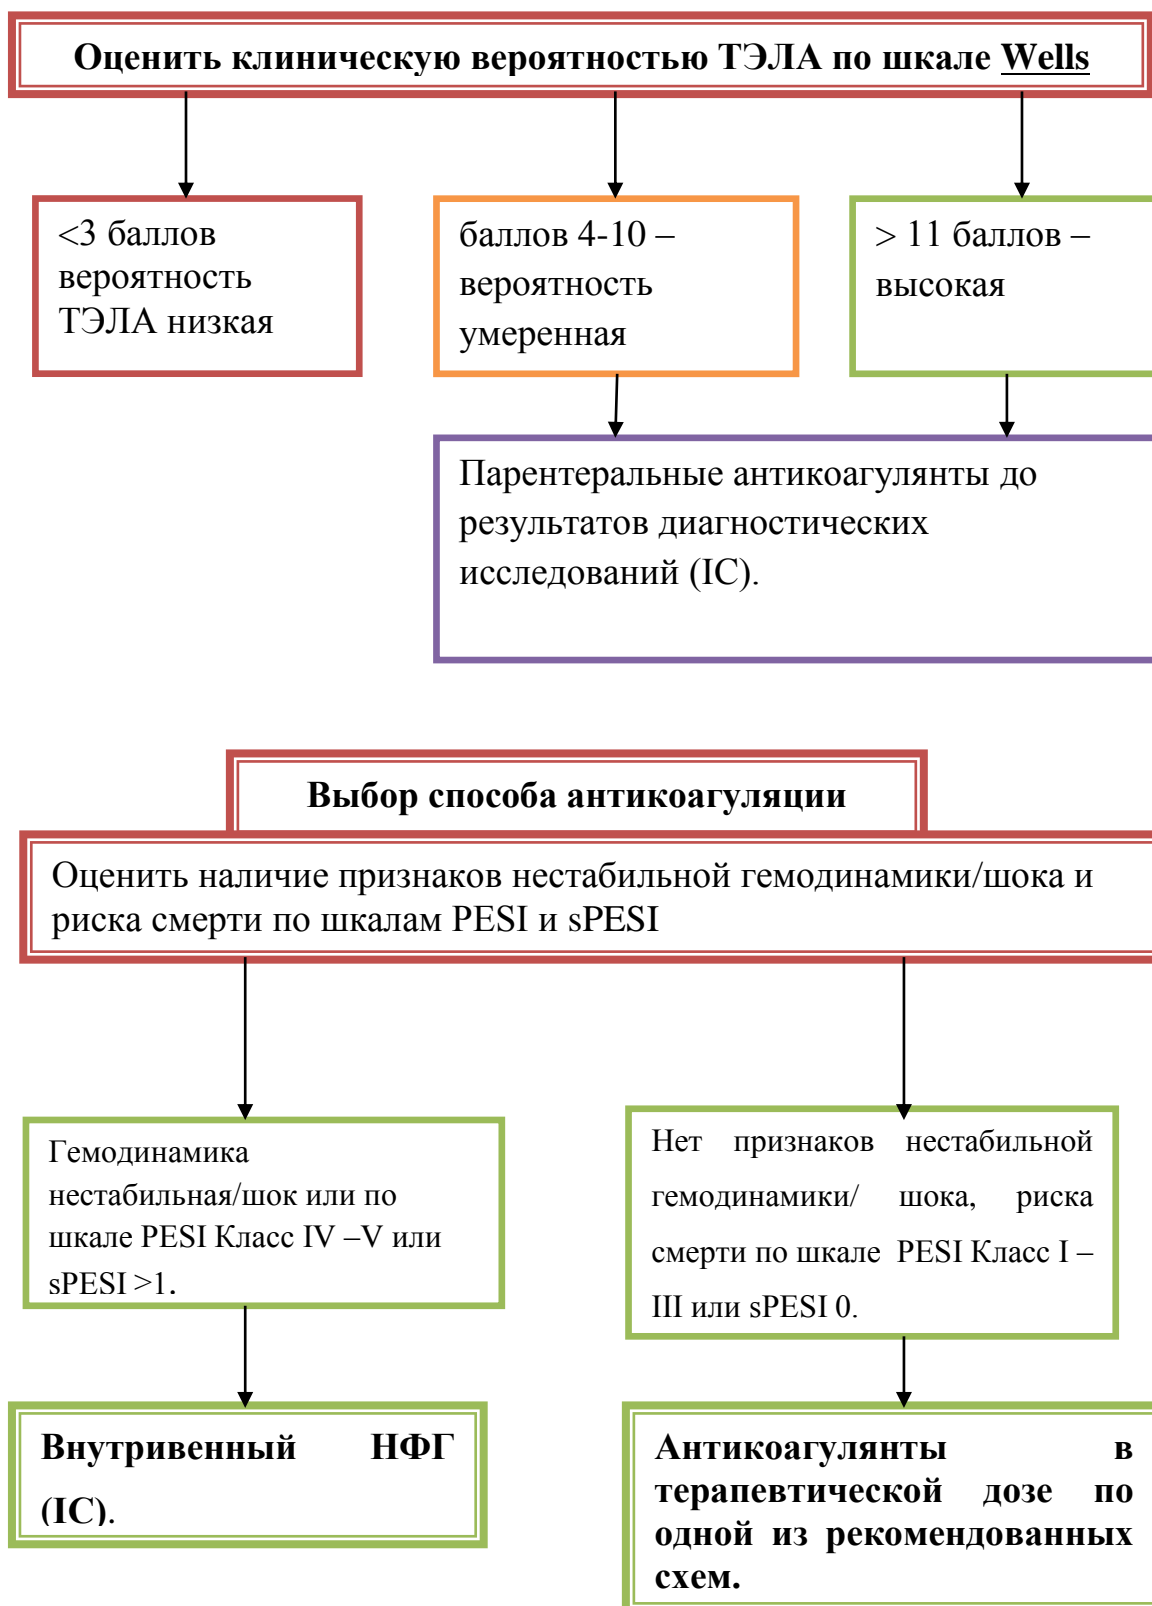 Оценить клиническую вероятностью ТЭЛА по шкале Wells
<3 баллов
вероятность
ТЭЛА низкая
баллов 4-10 –
вероятность
умеренная
> 11 баллов –
высокая
Парентеральные антикоагулянты до
результатов диагностических
исследований (IC).
Выбор способа антикоагуляции
Оценить наличие признаков нестабильной гемодинамики/шока и
риска смерти по шкалам PESI и sPESI
Гемодинамика
нестабильная/шок или по
шкале PESI Класс IV –V или
sPESI >1.
Нет признаков нестабильной
гемодинамики/ шока, риска
смерти по шкале PESI Класс I –
III или sPESI 0.
Внутривенный НФГ
(IC).
Антикоагулянты в
терапевтической дозе по
одной из рекомендованных
схем.